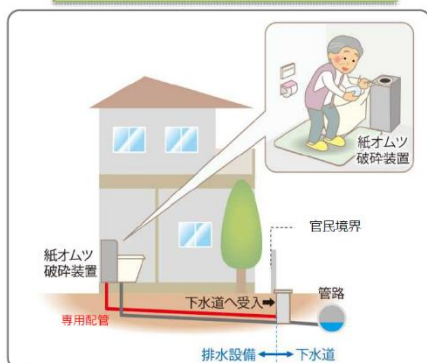 紙オムツ
破砕装置
官民境界
紙オムツ
破砕装置
下水道へ受入➡
管路
専用配管
排水設備⟷下水道